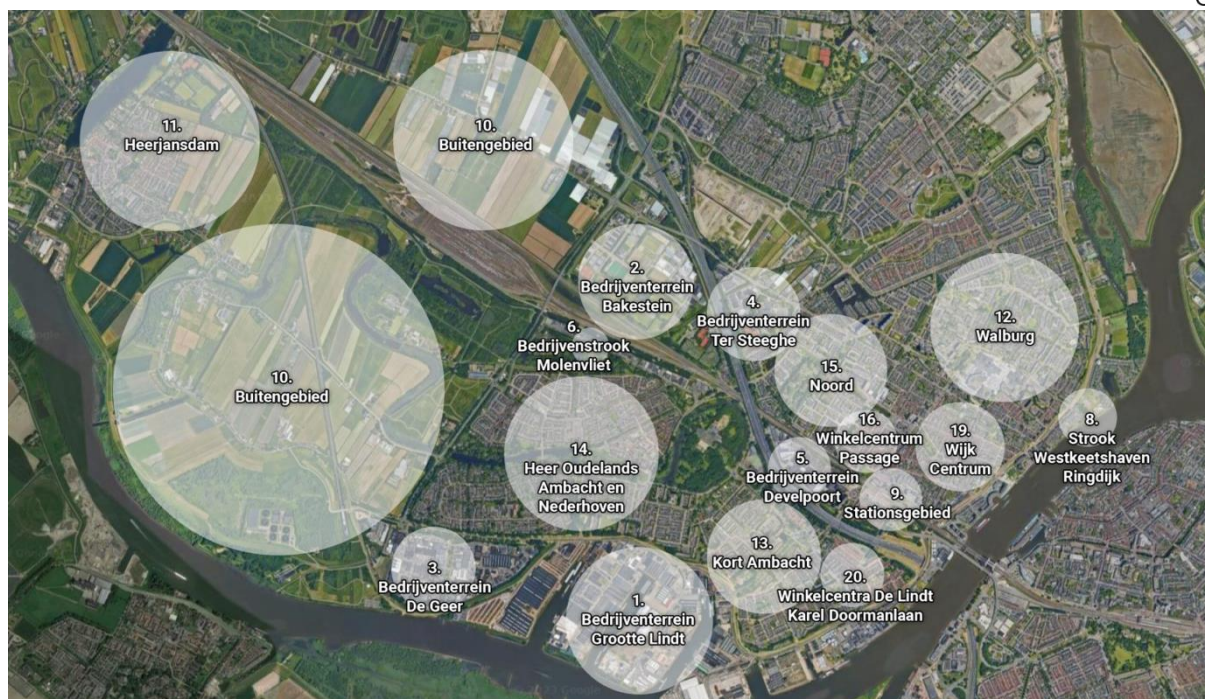 11.
Heerjansdam
10.
Buitengebied
2.
Bedrijventerrein
Bakestein
4.
Bedrijventerrein
Ter Steeghe
12.
Walburg
6.
Bedrijvenstrook
Molenvliet
15.
Noord
10.
Buitengebied
16.
Winkelcentrum
Passage
19.
Wijk
Centrum
8.
Strook
Westkeetshaven
Ringdijk
14.
Heer Oudelands
Ambacht en
Nederhoven
5.
Bedrijventerrein
Develpoort
9.
Stationsgebied
13.
Kort Ambacht
3.
Bedrijventerrein
De Geer
20.
Winkelcentra De Lindt
Karel Doormanlaan
1.
Bedrijventerrein
Grootte Lindt